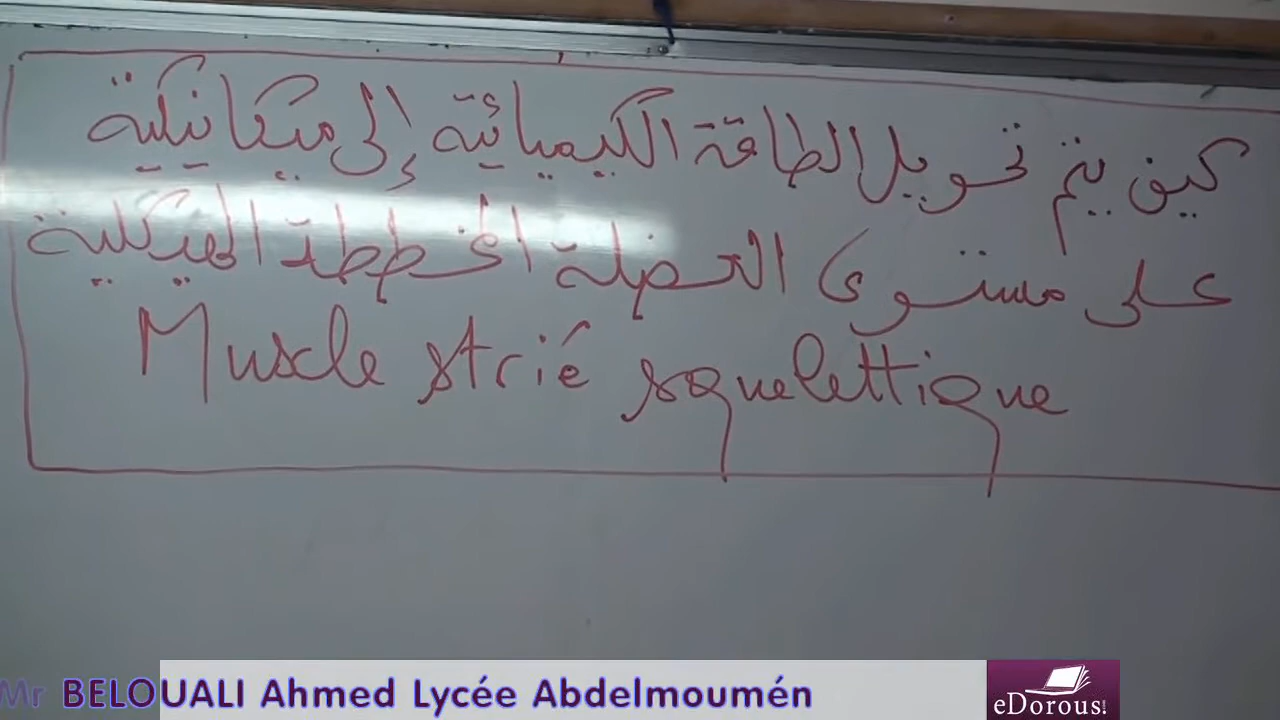 كيف يتم تحويل الطاقة الكيميائية إلى ميكانيكية
على مستوى العضلة المخططة الهيكلية
Muscle strié squelettique
Mr BELOUALI Ahmed Lycée Abdelmoumén
eDorous!